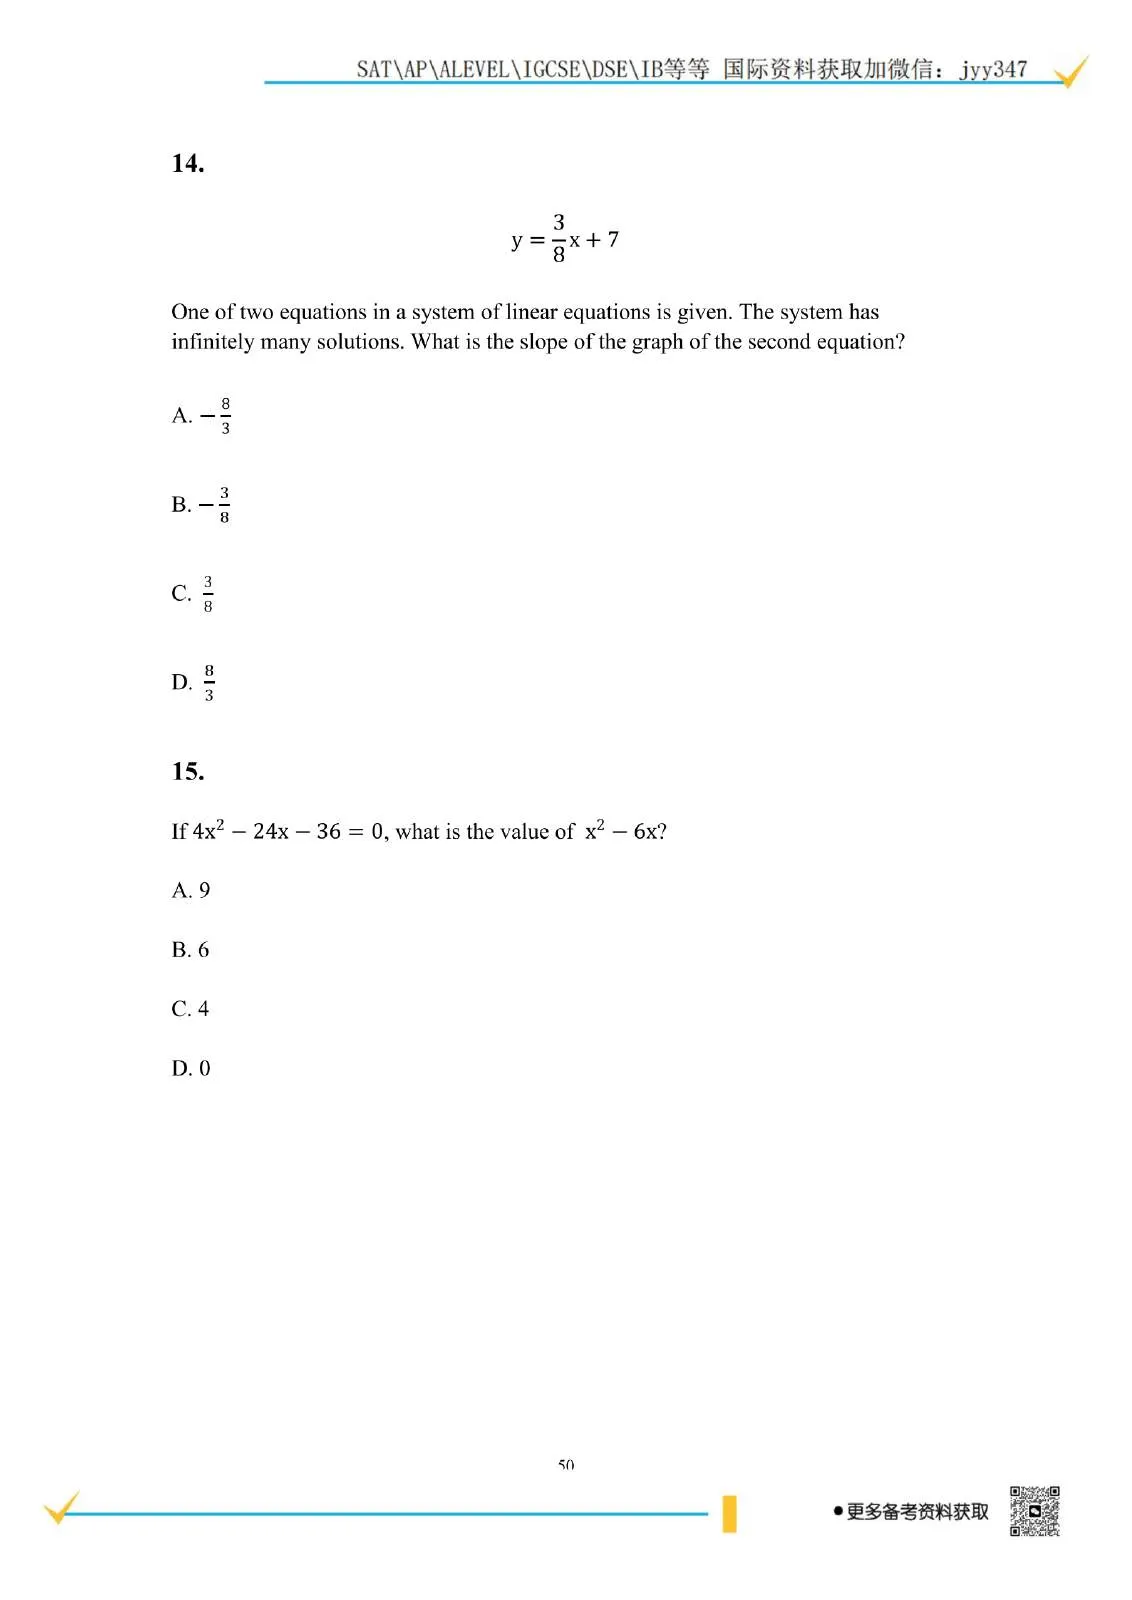 SAT\AP\ALEVEL\IGCSE\DSE\IB等等 国际资料获取加微信: jyy347
14.
y = 3/8 x + 7
One of two equations in a system of linear equations is given. The system has
infinitely many solutions. What is the slope of the graph of the second equation?
A. − 8/3
B. − 3/8
C. 3/8
D. 8/3
15.
If 4x² − 24x − 36 = 0, what is the value of x² − 6x?
A. 9
B. 6
C. 4
D. 0
50
●更多备考资料获取